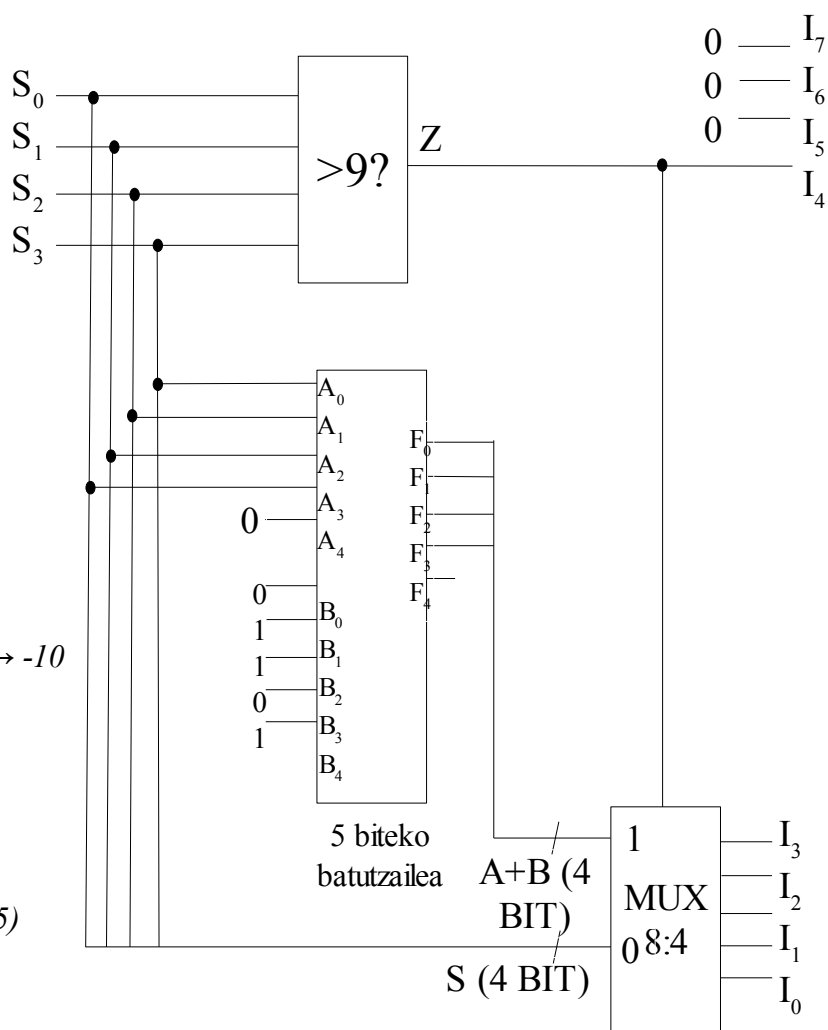 0 I₇
S₀ 0 I₆
S₁ >9? Z 0 I₅
S₂ I₄
S₃
A₀
A₁ F₀
A₂ F₁
A₃ F₂
0 A₄ F₃
0 F₄
B₀
1 B₁
→ -10 1 B₂
0 B₃
1 B₄
5 biteko
batutzailea
A+B (4
BIT)
1 I₃
MUX I₂
5) 0 8:4 I₁
S (4 BIT) I₀